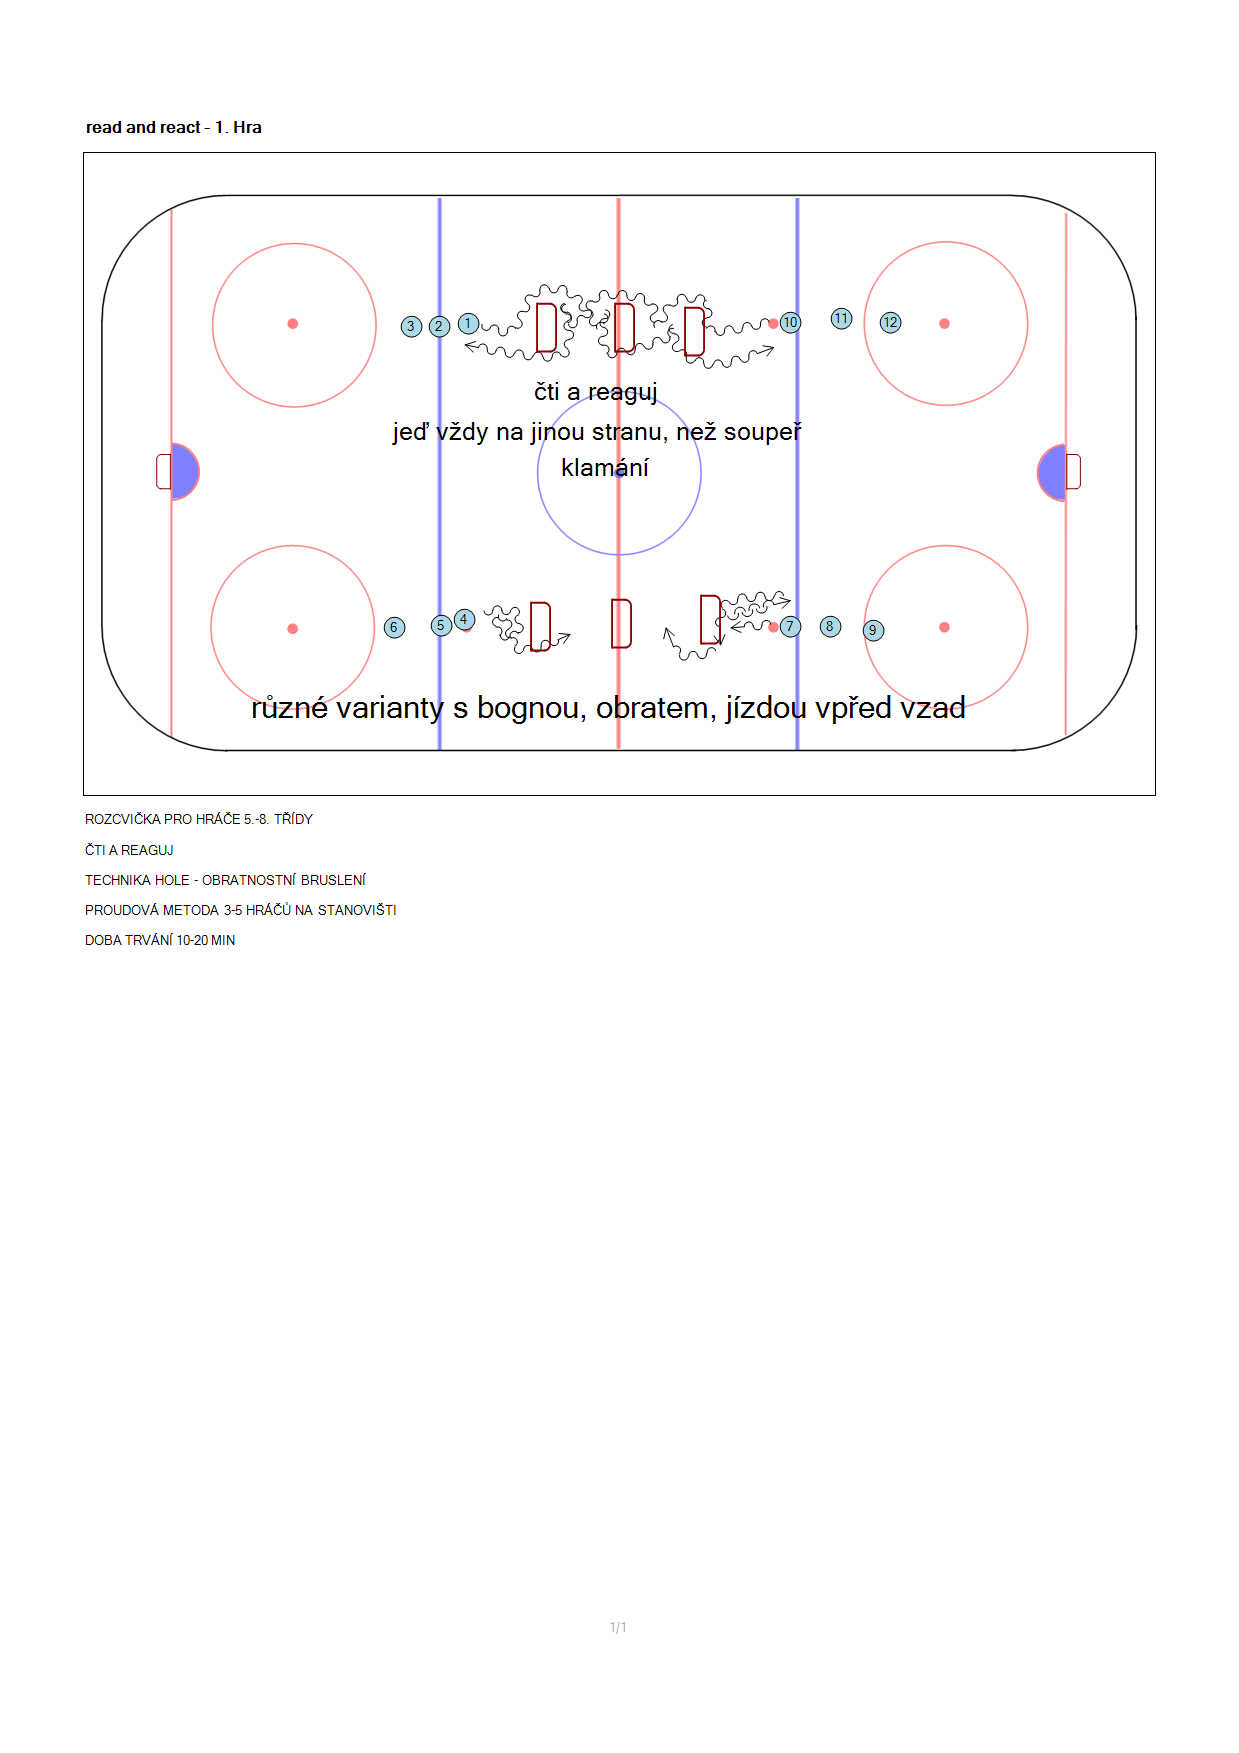 read and react - 1. Hra
3 2 1 10 11 12
čti a reaguj
jeď vždy na jinou stranu, než soupeř
klamání
6 5 4 7 8 9
různé varianty s bognou, obratem, jízdou vpřed vzad
ROZCVIČKA PRO HRÁČE 5.-8. TŘÍDY
ČTI A REAGUJ
TECHNIKA HOLE - OBRATNOSTNÍ BRUSLENÍ
PROUDOVÁ METODA 3-5 HRÁČŮ NA STANOVIŠTI
DOBA TRVÁNÍ 10-20 MIN
1/1